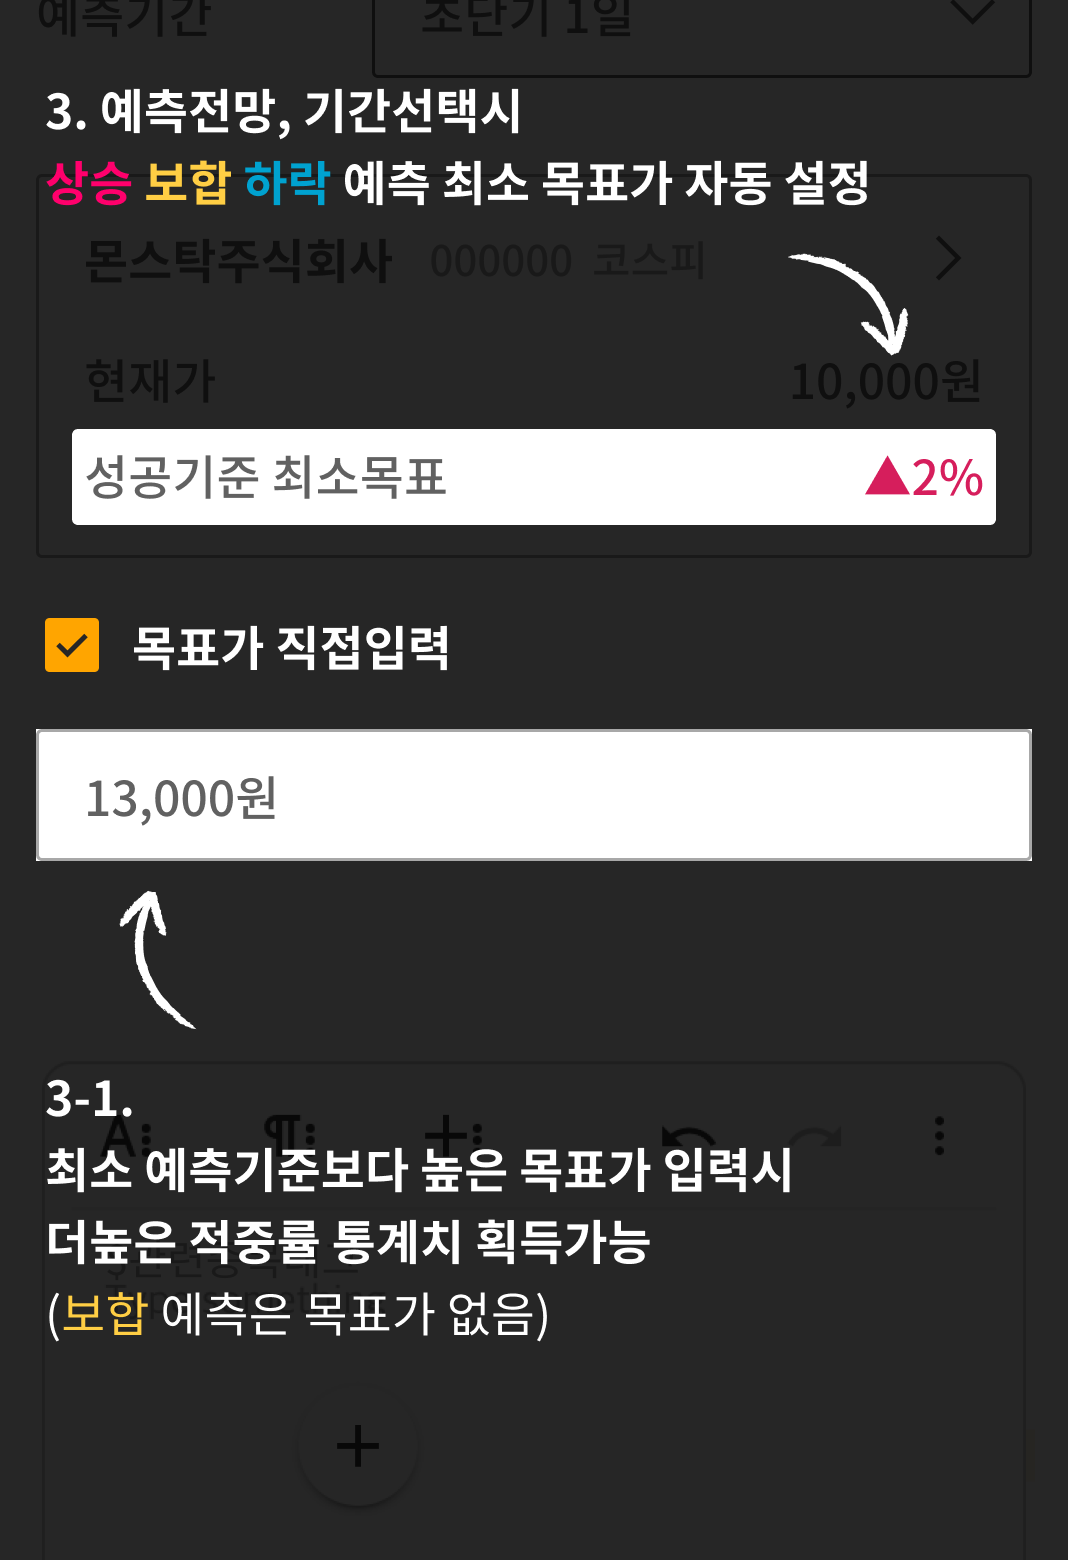 예측기간 초단기 1일
3. 예측전망, 기간선택시
상승 보합 하락 예측 최소 목표가 자동 설정
몬스탁주식회사 000000 코스피
현재가 10,000원
성공기준 최소목표 ▲2%
목표가 직접입력
13,000원
3-1.
A
최소 예측기준보다 높은 목표가 입력시
더높은 적중률 통계치 획득가능
(보합 예측은 목표가 없음)